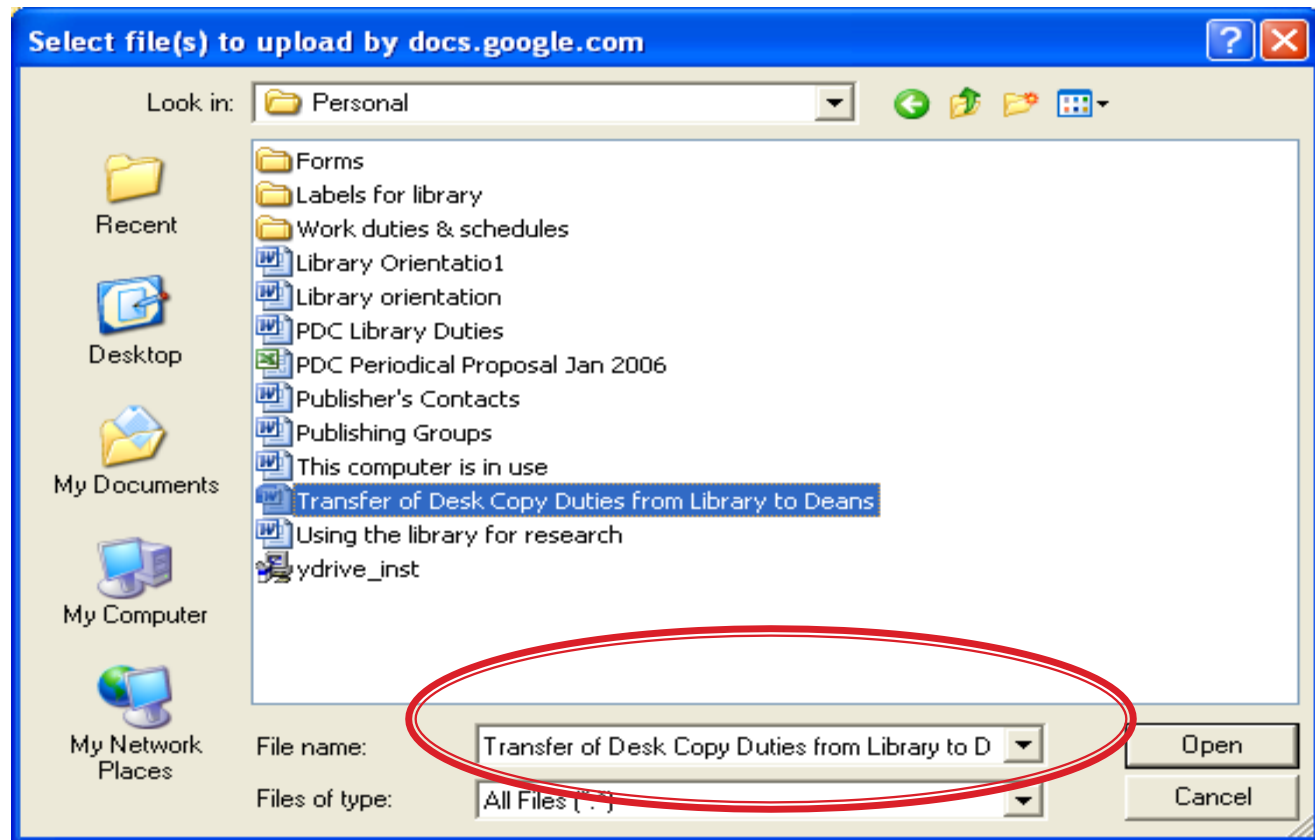 Select file(s) to upload by docs.google.com
Look in: Personal
Forms
Labels for library
Work duties & schedules
Library Orientatio1
Library orientation
PDC Library Duties
PDC Periodical Proposal Jan 2006
Publisher's Contacts
Publishing Groups
This computer is in use
Transfer of Desk Copy Duties from Library to Deans
Using the library for research
ydrive_inst
Recent
Desktop
My Documents
My Computer
My Network
Places
File name: Transfer of Desk Copy Duties from Library to D Open
Files of type: All Files (*.*) Cancel